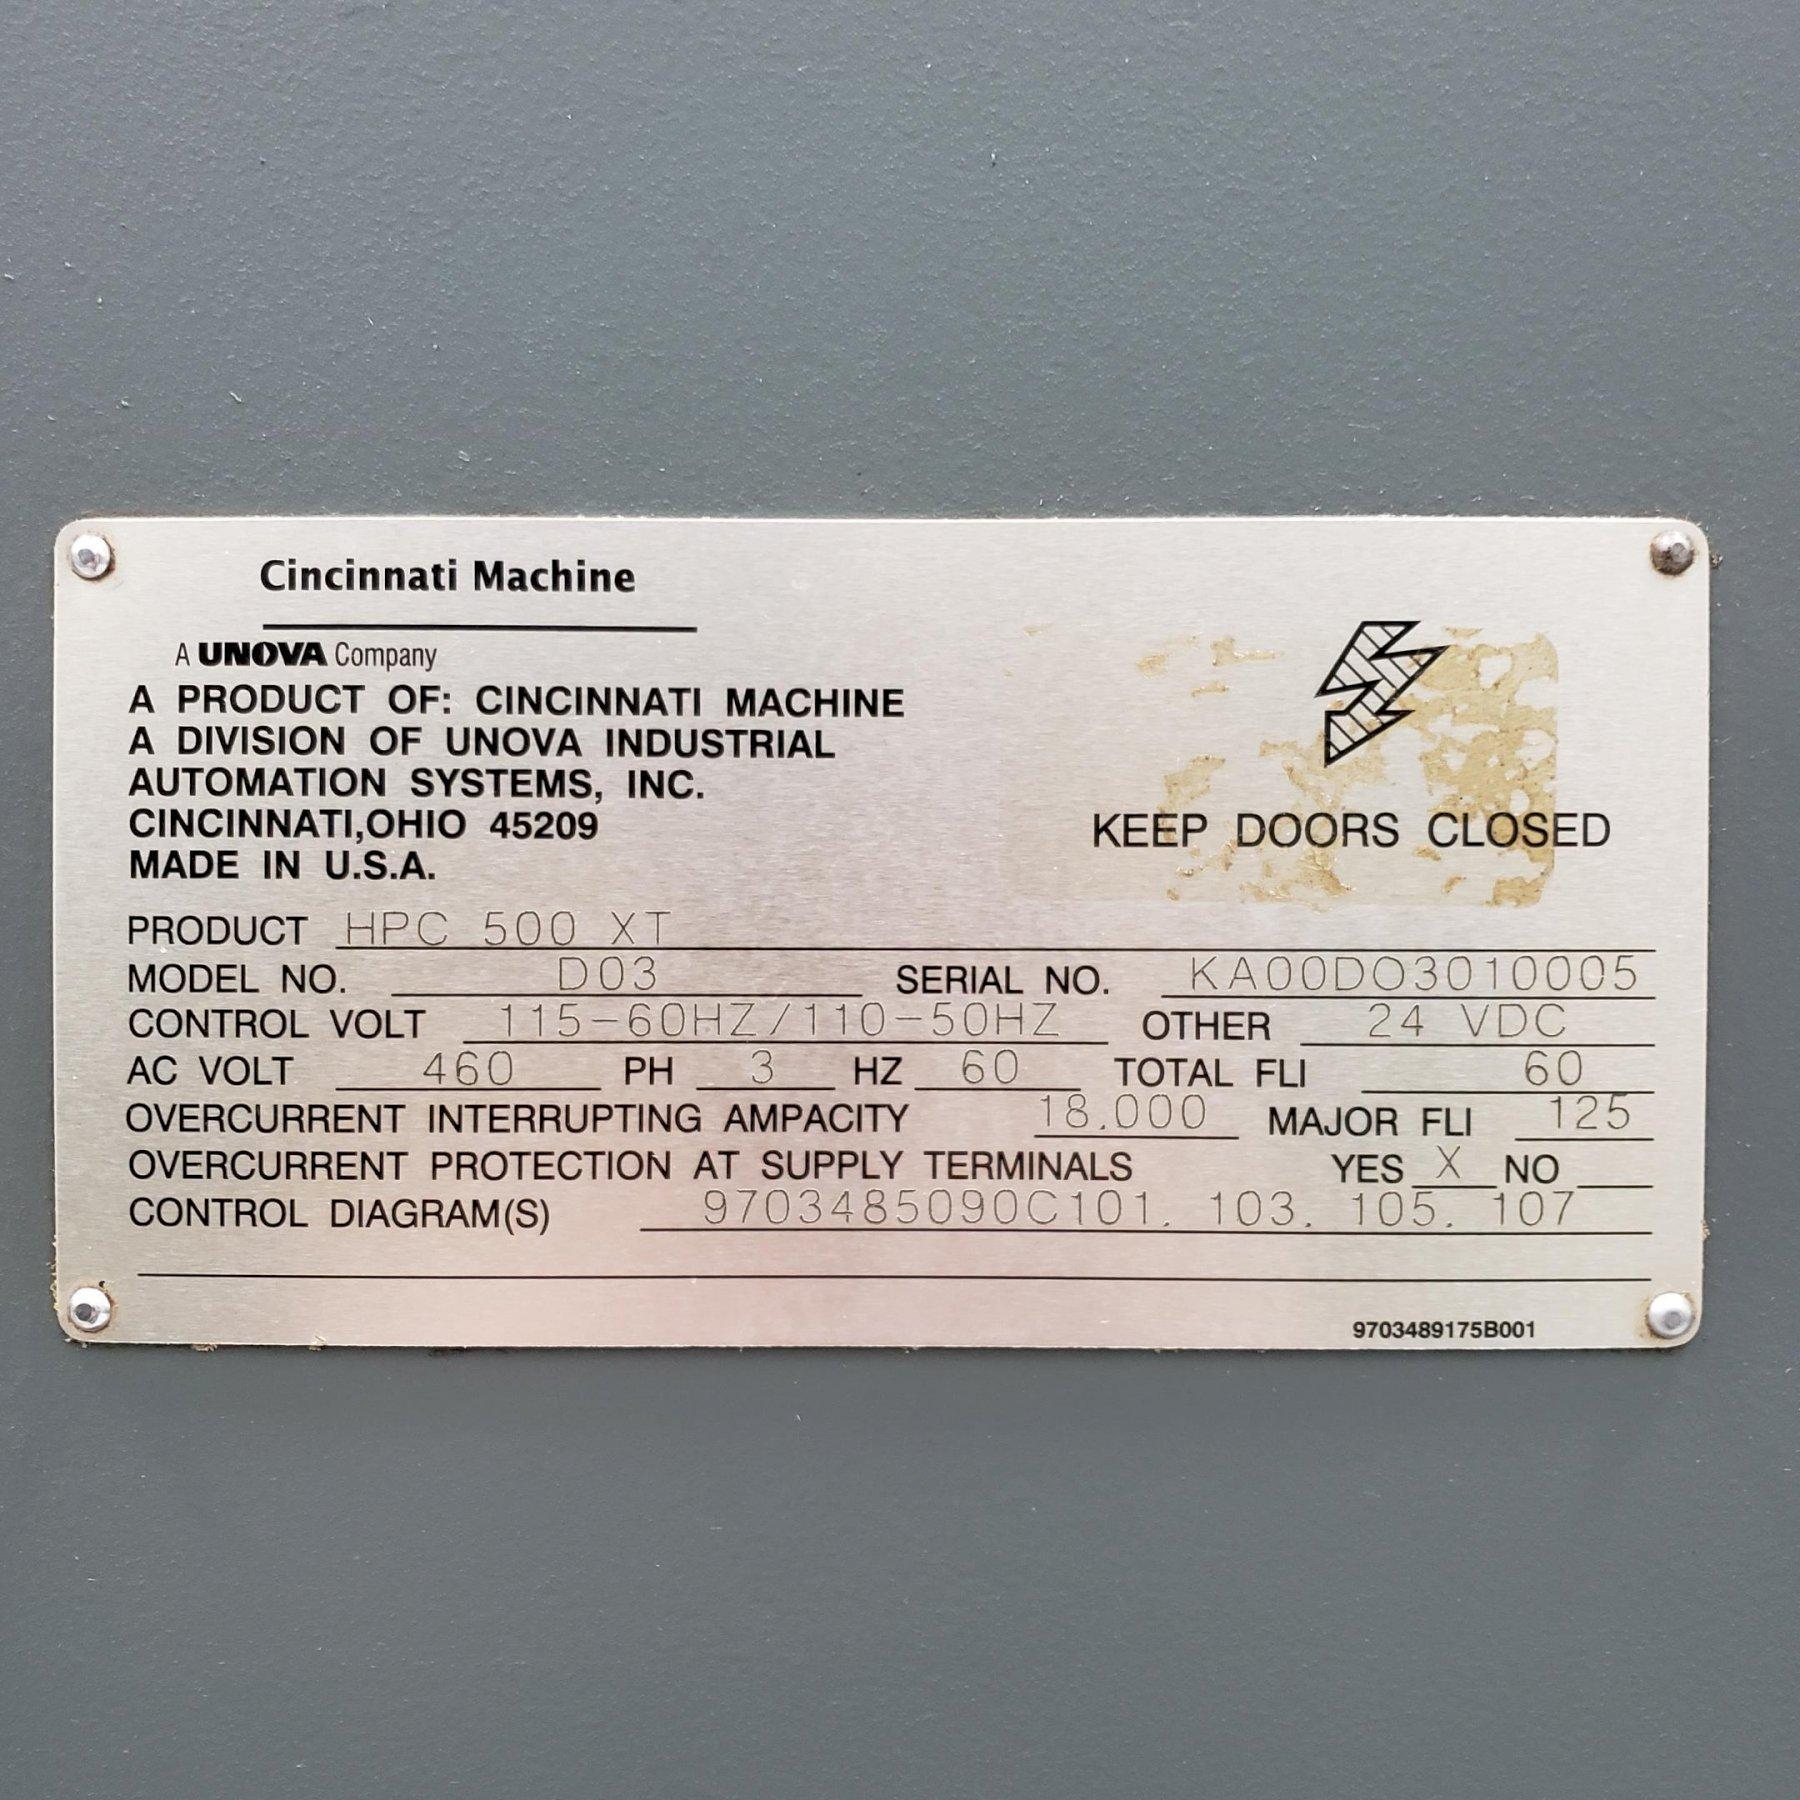 Cincinnati Machine
A UNOVA Company
A PRODUCT OF: CINCINNATI MACHINE
A DIVISION OF UNOVA INDUSTRIAL
AUTOMATION SYSTEMS, INC.
CINCINNATI,OHIO 45209
MADE IN U.S.A.
KEEP DOORS CLOSED
PRODUCT HPC 500 XT
MODEL NO. D03 SERIAL NO. KA00D03010005
CONTROL VOLT 115-60HZ/110-50HZ OTHER 24 VDC
AC VOLT 460 PH 3 HZ 60 TOTAL FLI 60
OVERCURRENT INTERRUPTING AMPACITY 18.000 MAJOR FLI 125
OVERCURRENT PROTECTION AT SUPPLY TERMINALS YES X NO
CONTROL DIAGRAM(S) 9703485090C101. 103. 105. 107
9703489175B001